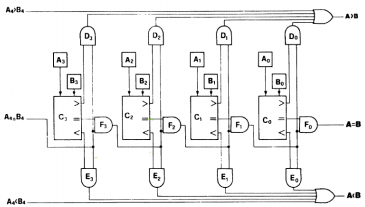 A4>B4
A>B
D3 D2 D1 D0
A3 A2 A1 A0
B3 B2 B1 B0
> > > >
C3 = C2 = C1 = C0 =
F3 F2 F1 F0
A4=B4
A=B
< < < <
E3 E2 E1 E0
A4<B4
A<B